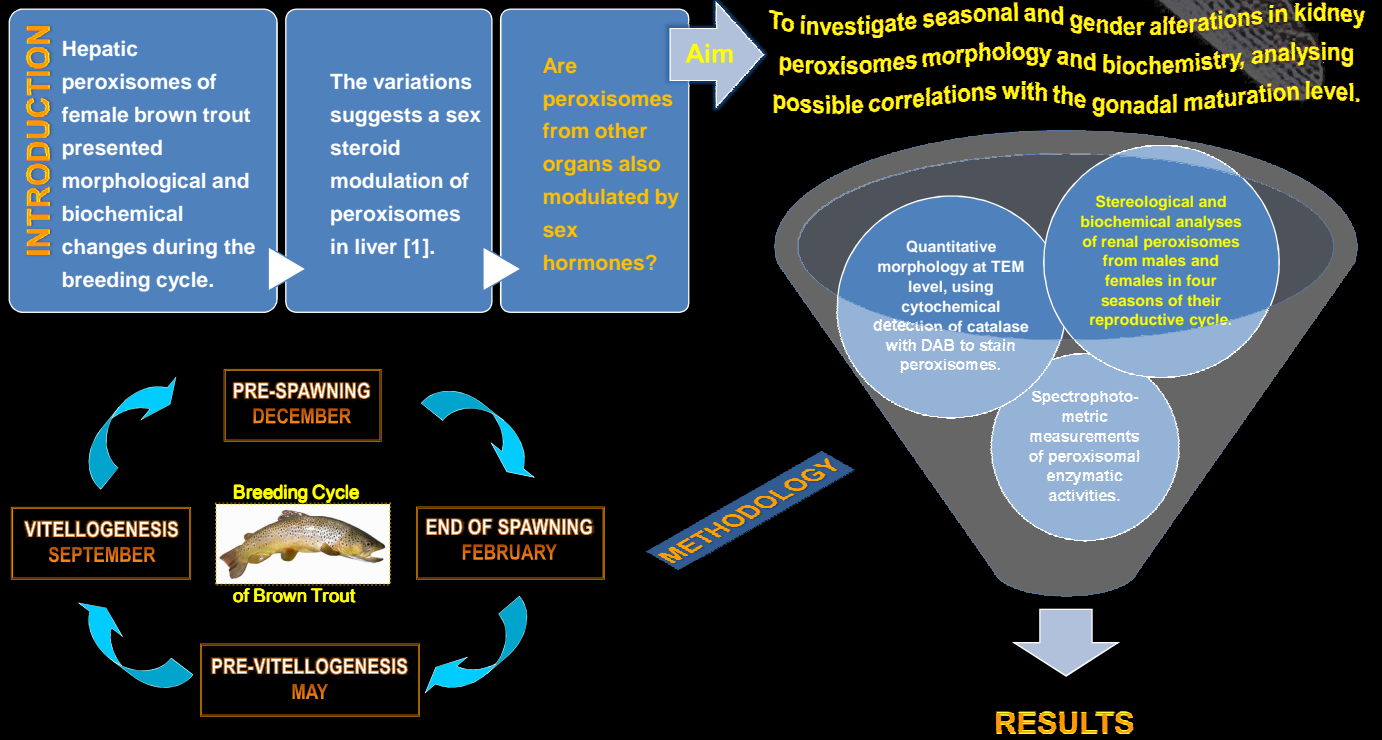 INTRODUCTION
Hepatic
peroxisomes of
female brown trout
presented
morphological and
biochemical
changes during the
breeding cycle.
The variations
suggests a sex
steroid
modulation of
peroxisomes
in liver [1].
Are
peroxisomes
from other
organs also
modulated by
sex
hormones?
Aim
To investigate seasonal and gender alterations in kidney
peroxisomes morphology and biochemistry, analysing
possible correlations with the gonadal maturation level.
Quantitative
morphology at TEM
level, using
cytochemical
detection of catalase
with DAB to stain
peroxisomes.
Stereological and
biochemical analyses
of renal peroxisomes
from males and
females in four
seasons of their
reproductive cycle.
Spectrophoto-
metric
measurements
of peroxisomal
enzymatic
activities.
PRE-SPAWNING
DECEMBER
VITELLOGENESIS
SEPTEMBER
Breeding Cycle
of Brown Trout
END OF SPAWNING
FEBRUARY
PRE-VITELLOGENESIS
MAY
METHODOLOGY
RESULTS